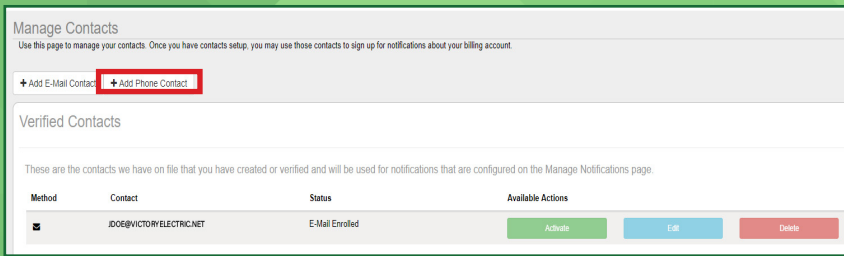 Manage Contacts
Use this page to manage your contacts. Once you have contacts setup, you may use those contacts to sign up for notifications about your billing account.
+ Add E-Mail Contact + Add Phone Contact
Verified Contacts
These are the contacts we have on file that you have created or verified and will be used for notifications that are configured on the Manage Notifications page.
Method Contact Status Available Actions
JDOE@VICTORYELECTRIC.NET E-Mail Enrolled Activate Edit Delete